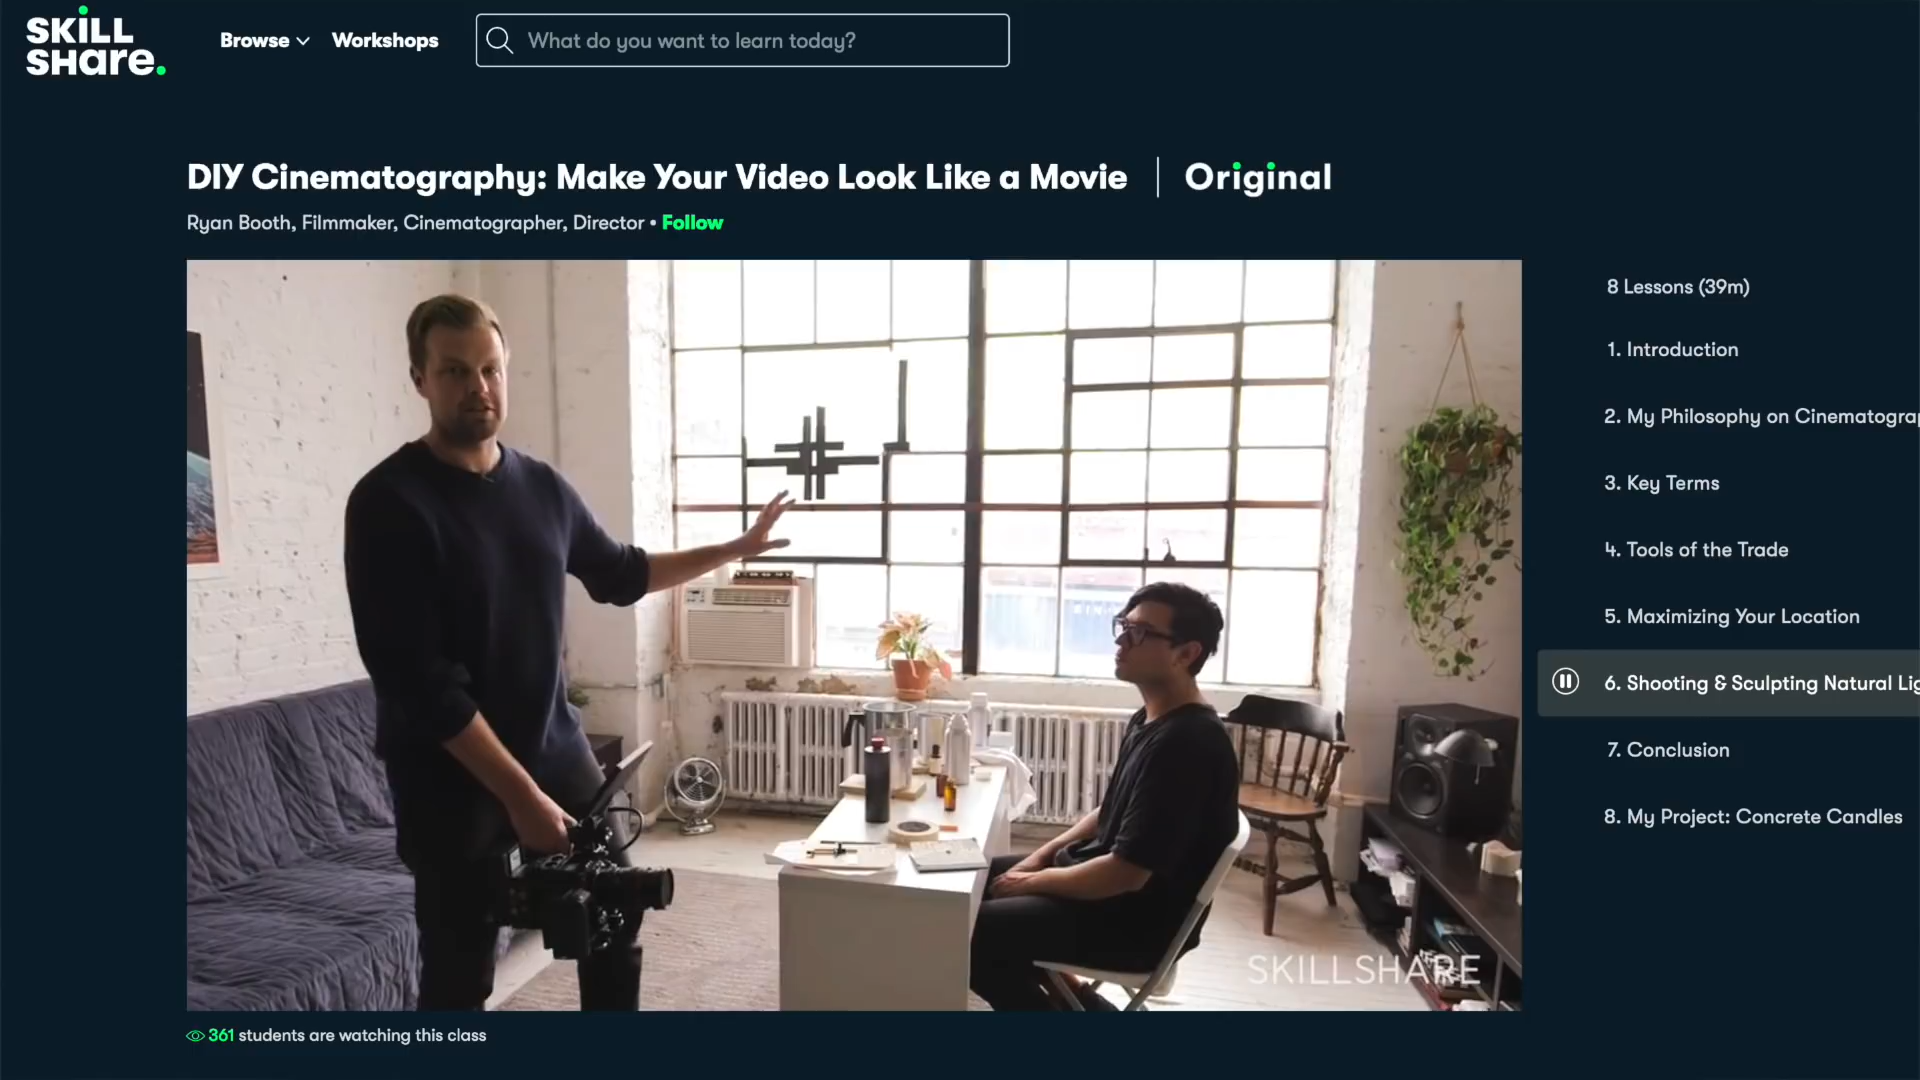 SKILL
SHare.
Browse
Workshops
What do you want to learn today?
DIY Cinematography: Make Your Video Look Like a Movie
Original
Ryan Booth, Filmmaker, Cinematographer, Director • Follow
8 Lessons (39m)
1. Introduction
2. My Philosophy on Cinematograp
3. Key Terms
4. Tools of the Trade
5. Maximizing Your Location
6. Shooting & Sculpting Natural Lig
7. Conclusion
8. My Project: Concrete Candles
SKILLSHARE
361 students are watching this class